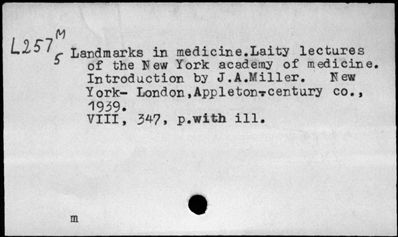 L257 M
5
Landmarks in medicine.Laity lectures
of the New York academy of medicine.
Introduction by J.A.Miller. New
York- London,Appleton-century co.,
1939.
VIII, 347, p.with ill.
m